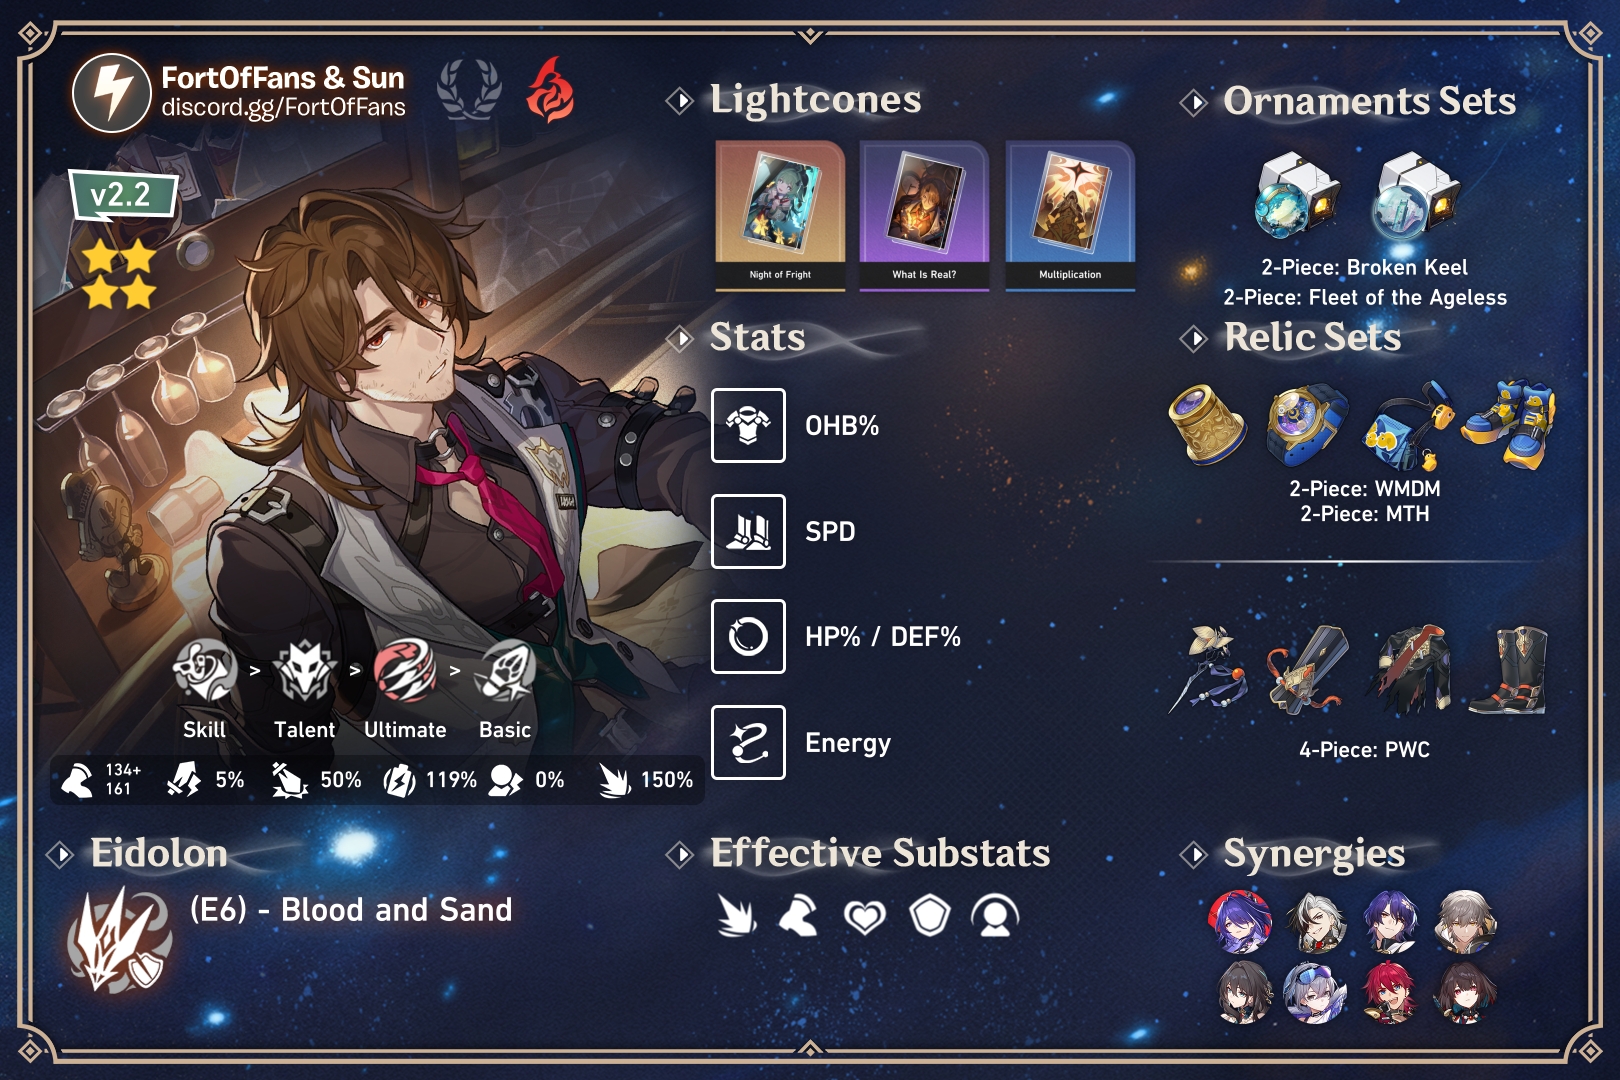 FortOfFans & Sun
discord.gg/FortOfFans
v2.2
Skill > Talent > Ultimate > Basic
134+
161
5%
50%
119%
0%
150%
Eidolon
(E6) - Blood and Sand
Lightcones
Night of Fright
What Is Real?
Multiplication
Stats
OHB%
SPD
HP% / DEF%
Energy
Effective Substats
Ornaments Sets
2-Piece: Broken Keel
2-Piece: Fleet of the Ageless
Relic Sets
2-Piece: WMDM
2-Piece: MTH
4-Piece: PWC
Synergies